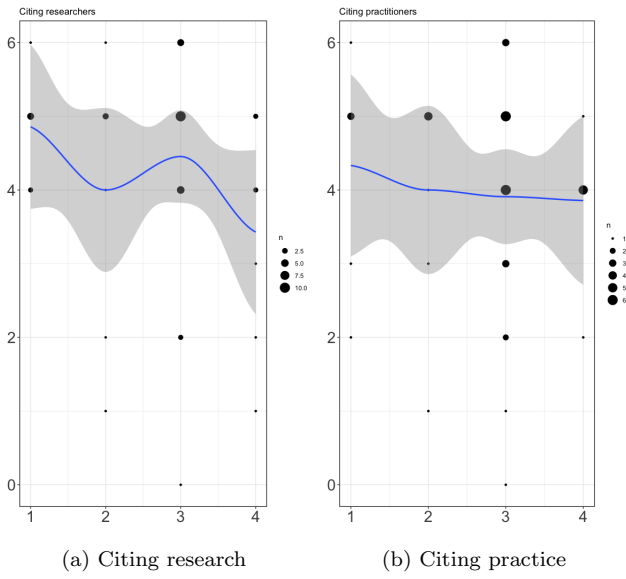 Citing researchers
6
4
2
0
1 2 3 4
n
2.5
5.0
7.5
10.0
(a) Citing research
Citing practitioners
6
4
2
0
1 2 3 4
n
1
2
3
4
5
6
(b) Citing practice